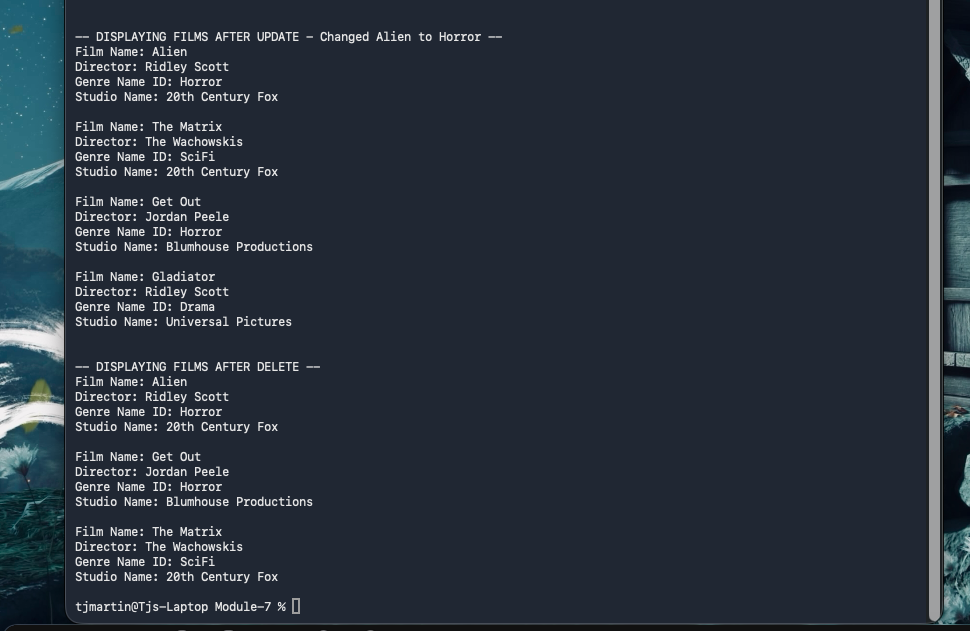 -- DISPLAYING FILMS AFTER UPDATE - Changed Alien to Horror --
Film Name: Alien
Director: Ridley Scott
Genre Name ID: Horror
Studio Name: 20th Century Fox
Film Name: The Matrix
Director: The Wachowskis
Genre Name ID: SciFi
Studio Name: 20th Century Fox
Film Name: Get Out
Director: Jordan Peele
Genre Name ID: Horror
Studio Name: Blumhouse Productions
Film Name: Gladiator
Director: Ridley Scott
Genre Name ID: Drama
Studio Name: Universal Pictures
-- DISPLAYING FILMS AFTER DELETE --
Film Name: Alien
Director: Ridley Scott
Genre Name ID: Horror
Studio Name: 20th Century Fox
Film Name: Get Out
Director: Jordan Peele
Genre Name ID: Horror
Studio Name: Blumhouse Productions
Film Name: The Matrix
Director: The Wachowskis
Genre Name ID: SciFi
Studio Name: 20th Century Fox
tjmartin@Tjs-Laptop Module-7 %